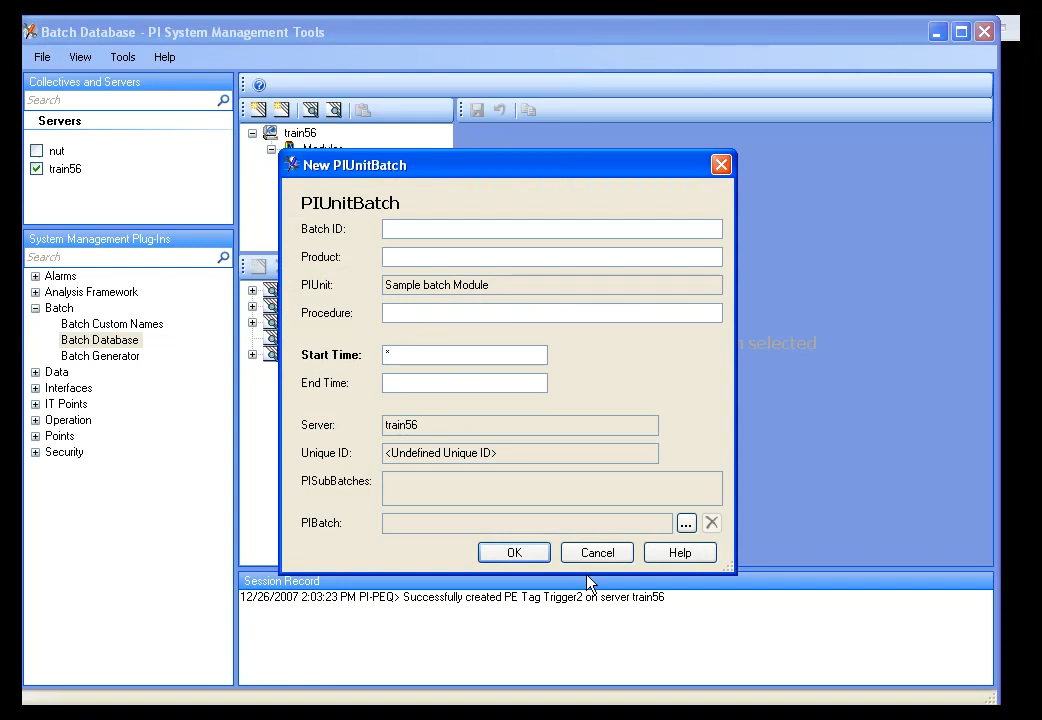 Batch Database - PI System Management Tools
File View Tools Help
Collectives and Servers
Search
Servers
nut
train56
System Management Plug-Ins
Search
Alarms
Analysis Framework
Batch
Batch Custom Names
Batch Database
Batch Generator
Data
Interfaces
IT Points
Operation
Points
Security
train56
New PIUnitBatch
PIUnitBatch
Batch ID:
Product:
PIUnit: Sample batch Module
Procedure:
Start Time: *
End Time:
Server: train56
Unique ID: <Undefined Unique ID>
PISubBatches:
PIBatch: ...
OK Cancel Help
selected
Session Record
12/26/2007 2:03:23 PM PI-PEQ> Successfully created PE Tag Trigger2 on server train56